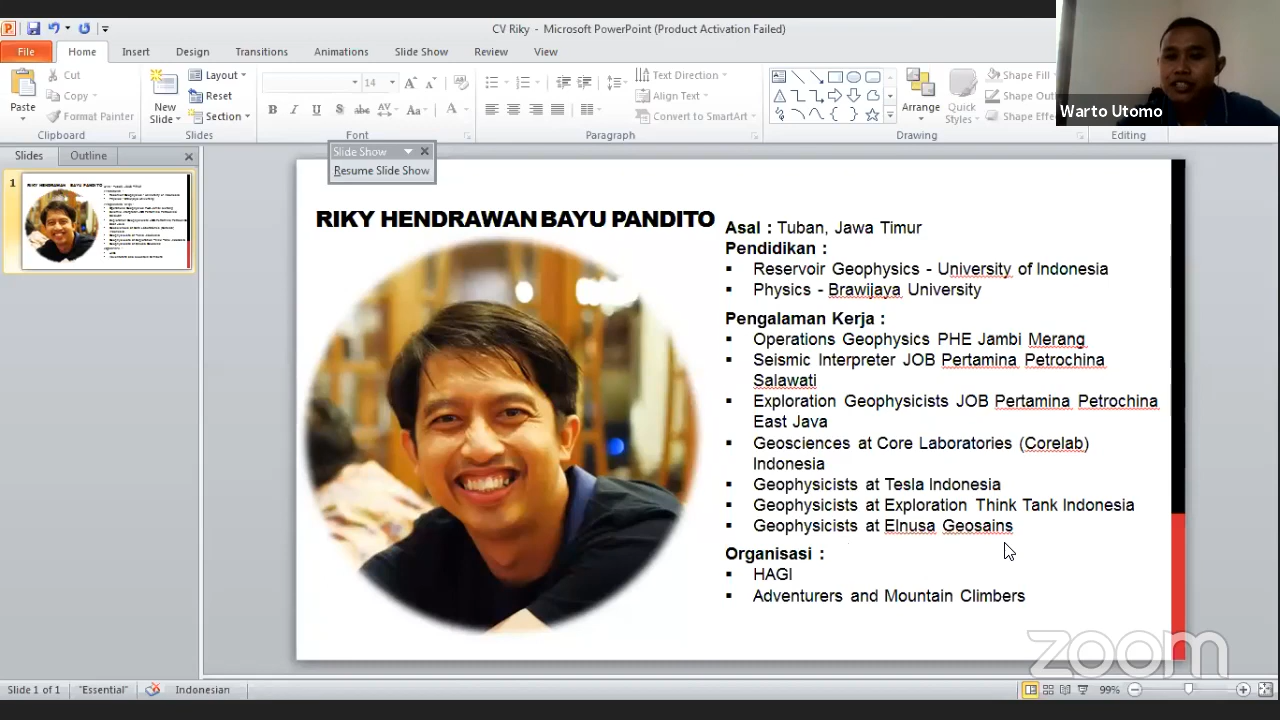 CV Riky - Microsoft PowerPoint (Product Activation Failed)
File Home Insert Design Transitions Animations Slide Show Review View
Cut
Copy
Format Painter
Paste
Clipboard
New Slide
Layout
Reset
Section
Slides
14
B I U S abc AV Aa A
Font
Text Direction
Align Text
Convert to SmartArt
Paragraph
Arrange
Quick Styles
Shape Fill
Shape
Drawing
Editing
Warto Utomo
Slides Outline
Slide Show
Resume Slide Show
1
RIKY HENDRAWAN BAYU PANDITO
Asal : Tuban, Jawa Timur
Pendidikan :
▪ Reservoir Geophysics - University of Indonesia
▪ Physics - Brawijaya University
Pengalaman Kerja :
▪ Operations Geophysics PHE Jambi Merang
▪ Seismic Interpreter JOB Pertamina Petrochina
Salawati
▪ Exploration Geophysicists JOB Pertamina Petrochina
East Java
▪ Geosciences at Core Laboratories (Corelab)
Indonesia
▪ Geophysicists at Tesla Indonesia
▪ Geophysicists at Exploration Think Tank Indonesia
▪ Geophysicists at Elnusa Geosains
Organisasi :
▪ HAGI
▪ Adventurers and Mountain Climbers
zoom
Slide 1 of 1 "Essential" Indonesian 99%